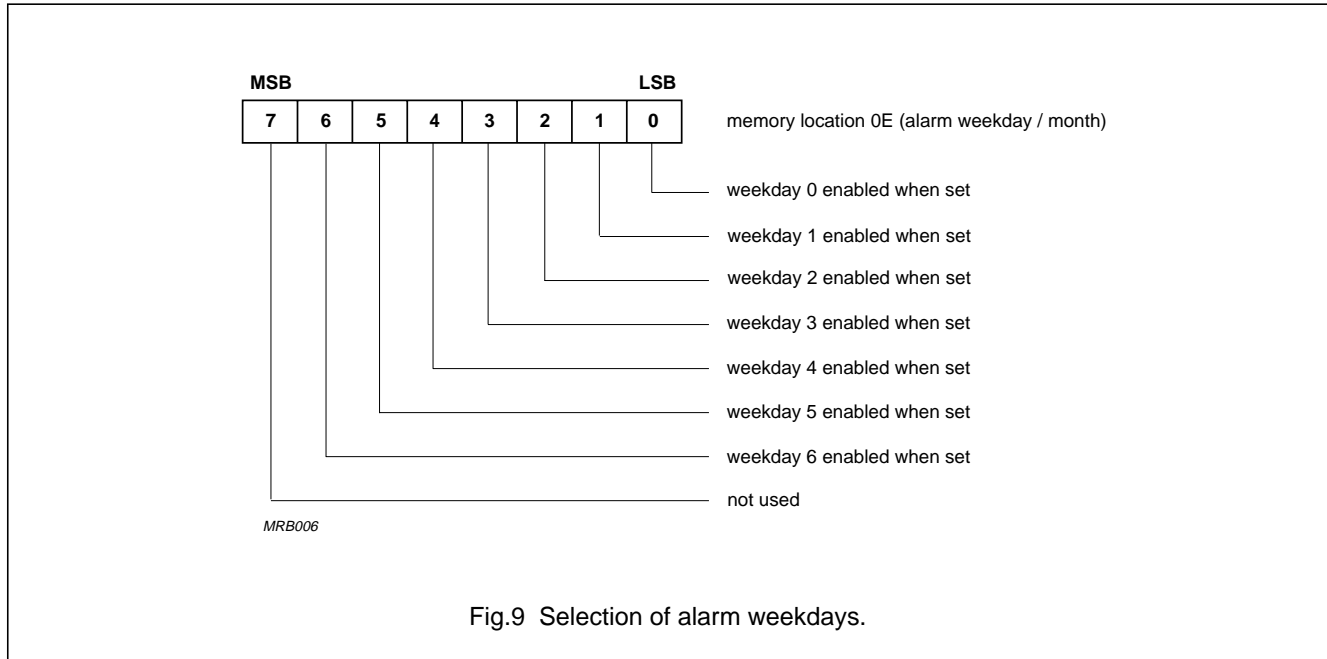 MSB LSB
7 6 5 4 3 2 1 0 memory location 0E (alarm weekday / month)
weekday 0 enabled when set
weekday 1 enabled when set
weekday 2 enabled when set
weekday 3 enabled when set
weekday 4 enabled when set
weekday 5 enabled when set
weekday 6 enabled when set
not used
MRB006
Fig.9 Selection of alarm weekdays.